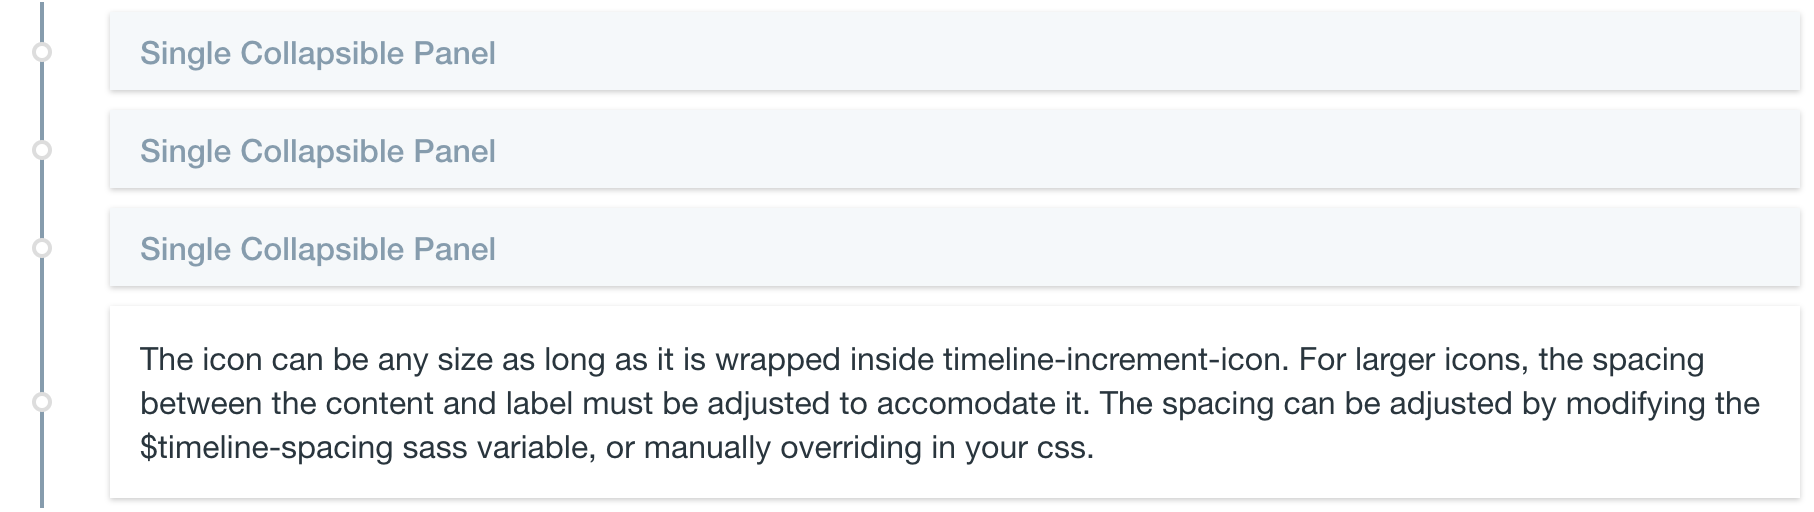 Single Collapsible Panel
Single Collapsible Panel
Single Collapsible Panel
The icon can be any size as long as it is wrapped inside timeline-increment-icon. For larger icons, the spacing
between the content and label must be adjusted to accomodate it. The spacing can be adjusted by modifying the
$timeline-spacing sass variable, or manually overriding in your css.